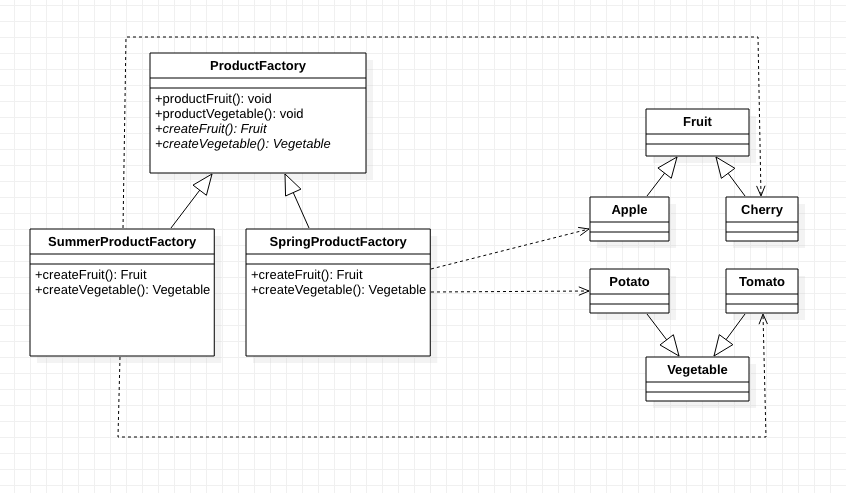 ProductFactory
+productFruit(): void
+productVegetable(): void
+createFruit(): Fruit
+createVegetable(): Vegetable
Fruit
Apple
Cherry
SummerProductFactory
+createFruit(): Fruit
+createVegetable(): Vegetable
SpringProductFactory
+createFruit(): Fruit
+createVegetable(): Vegetable
Potato
Tomato
Vegetable